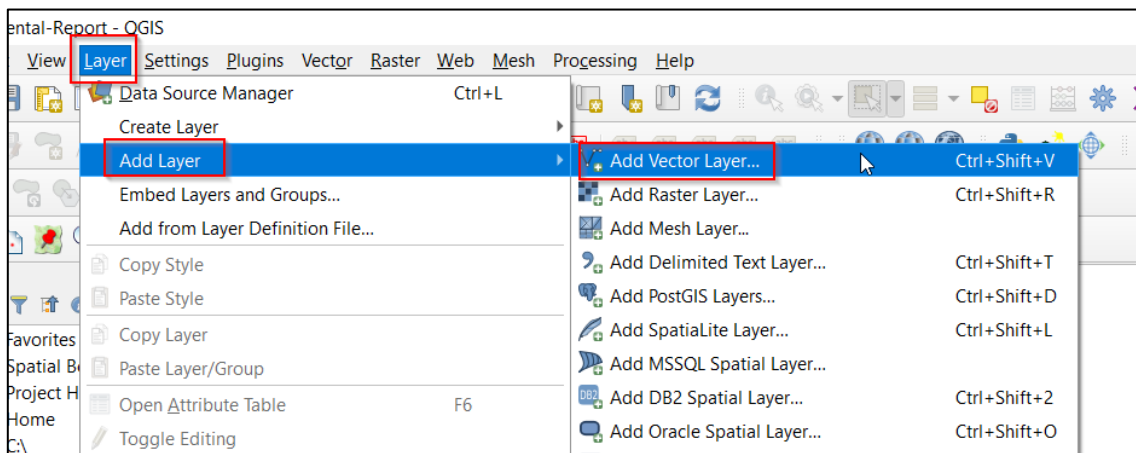 ental-Report - QGIS
View Layer Settings Plugins Vector Raster Web Mesh Processing Help
Data Source Manager Ctrl+L
Create Layer
Add Layer
Embed Layers and Groups...
Add from Layer Definition File...
Copy Style
Paste Style
Copy Layer
Paste Layer/Group
Open Attribute Table F6
Toggle Editing
Add Vector Layer... Ctrl+Shift+V
Add Raster Layer... Ctrl+Shift+R
Add Mesh Layer...
Add Delimited Text Layer... Ctrl+Shift+T
Add PostGIS Layers... Ctrl+Shift+D
Add SpatiaLite Layer... Ctrl+Shift+L
Add MSSQL Spatial Layer...
DB2 Add DB2 Spatial Layer... Ctrl+Shift+2
Add Oracle Spatial Layer... Ctrl+Shift+O
Favorites
Spatial B
Project H
Home
C:\